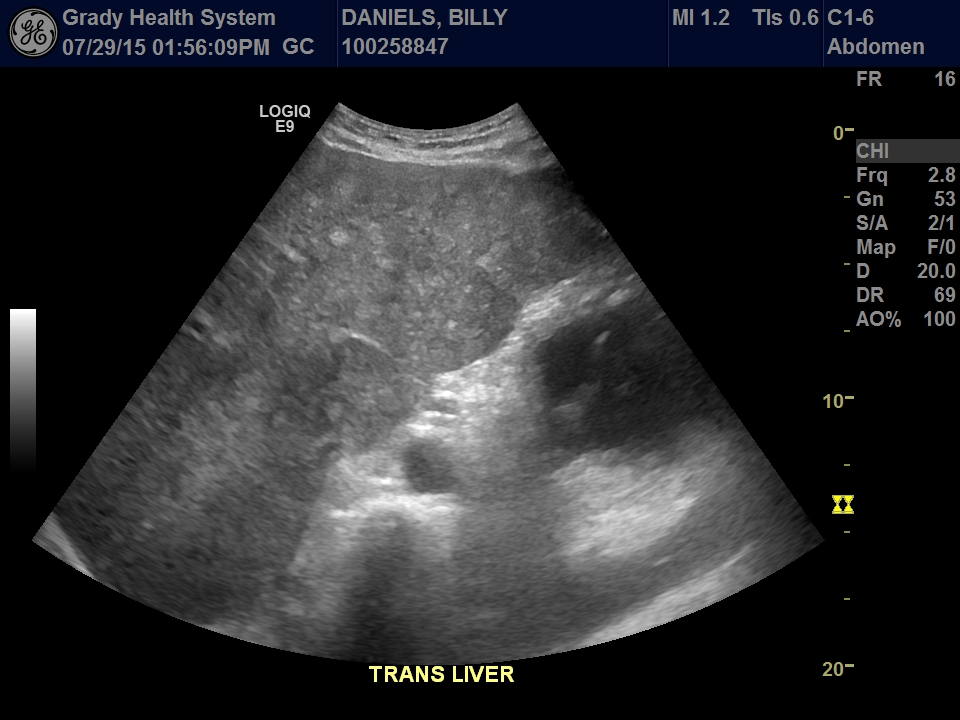 Grady Health System
07/29/15 01:56:09PM GC
DANIELS, BILLY
100258847
MI 1.2 TIs 0.6
C1-6
Abdomen
LOGIQ
E9
FR 16
CHI
Frq 2.8
Gn 53
S/A 2/1
Map F/0
D 20.0
DR 69
AO% 100
0
10
20
TRANS LIVER